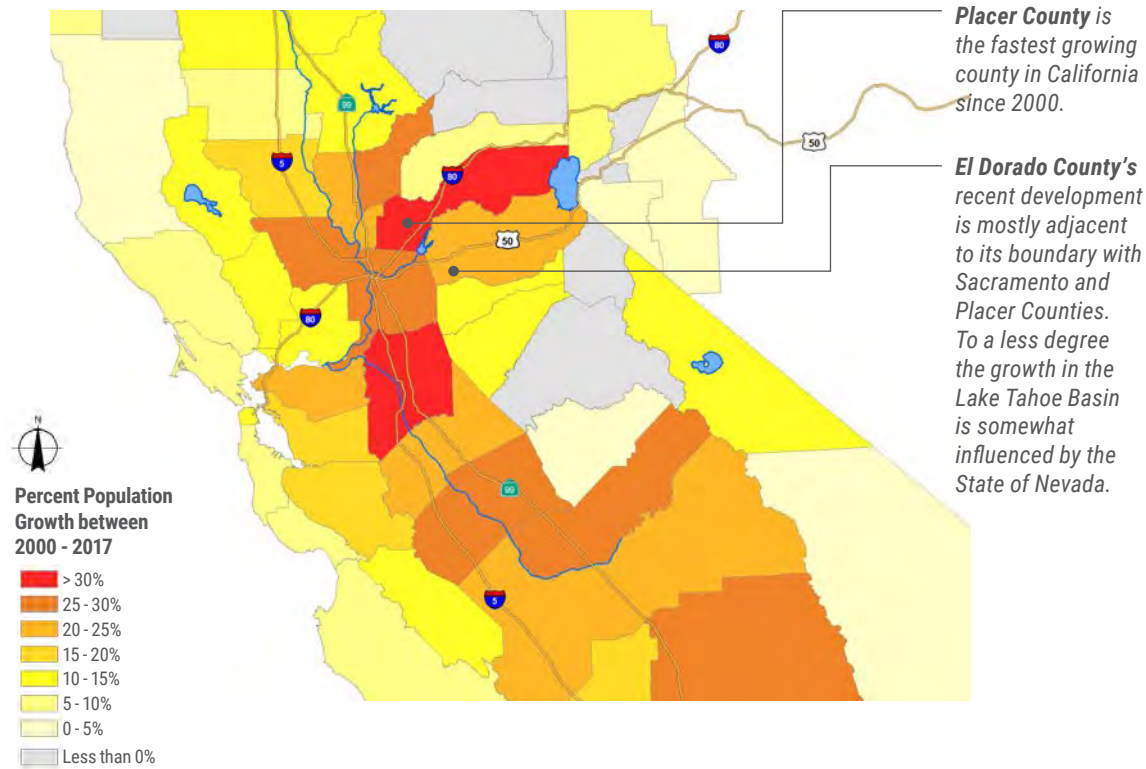 Placer County is
the fastest growing
county in California
since 2000.
El Dorado County's
recent development
is mostly adjacent
to its boundary with
Sacramento and
Placer Counties.
To a less degree
the growth in the
Lake Tahoe Basin
is somewhat
influenced by the
State of Nevada.
80
99
50
5
80
50
80
99
5
N
Percent Population
Growth between
2000 - 2017
> 30%
25 - 30%
20 - 25%
15 - 20%
10 - 15%
5 - 10%
0 - 5%
Less than 0%